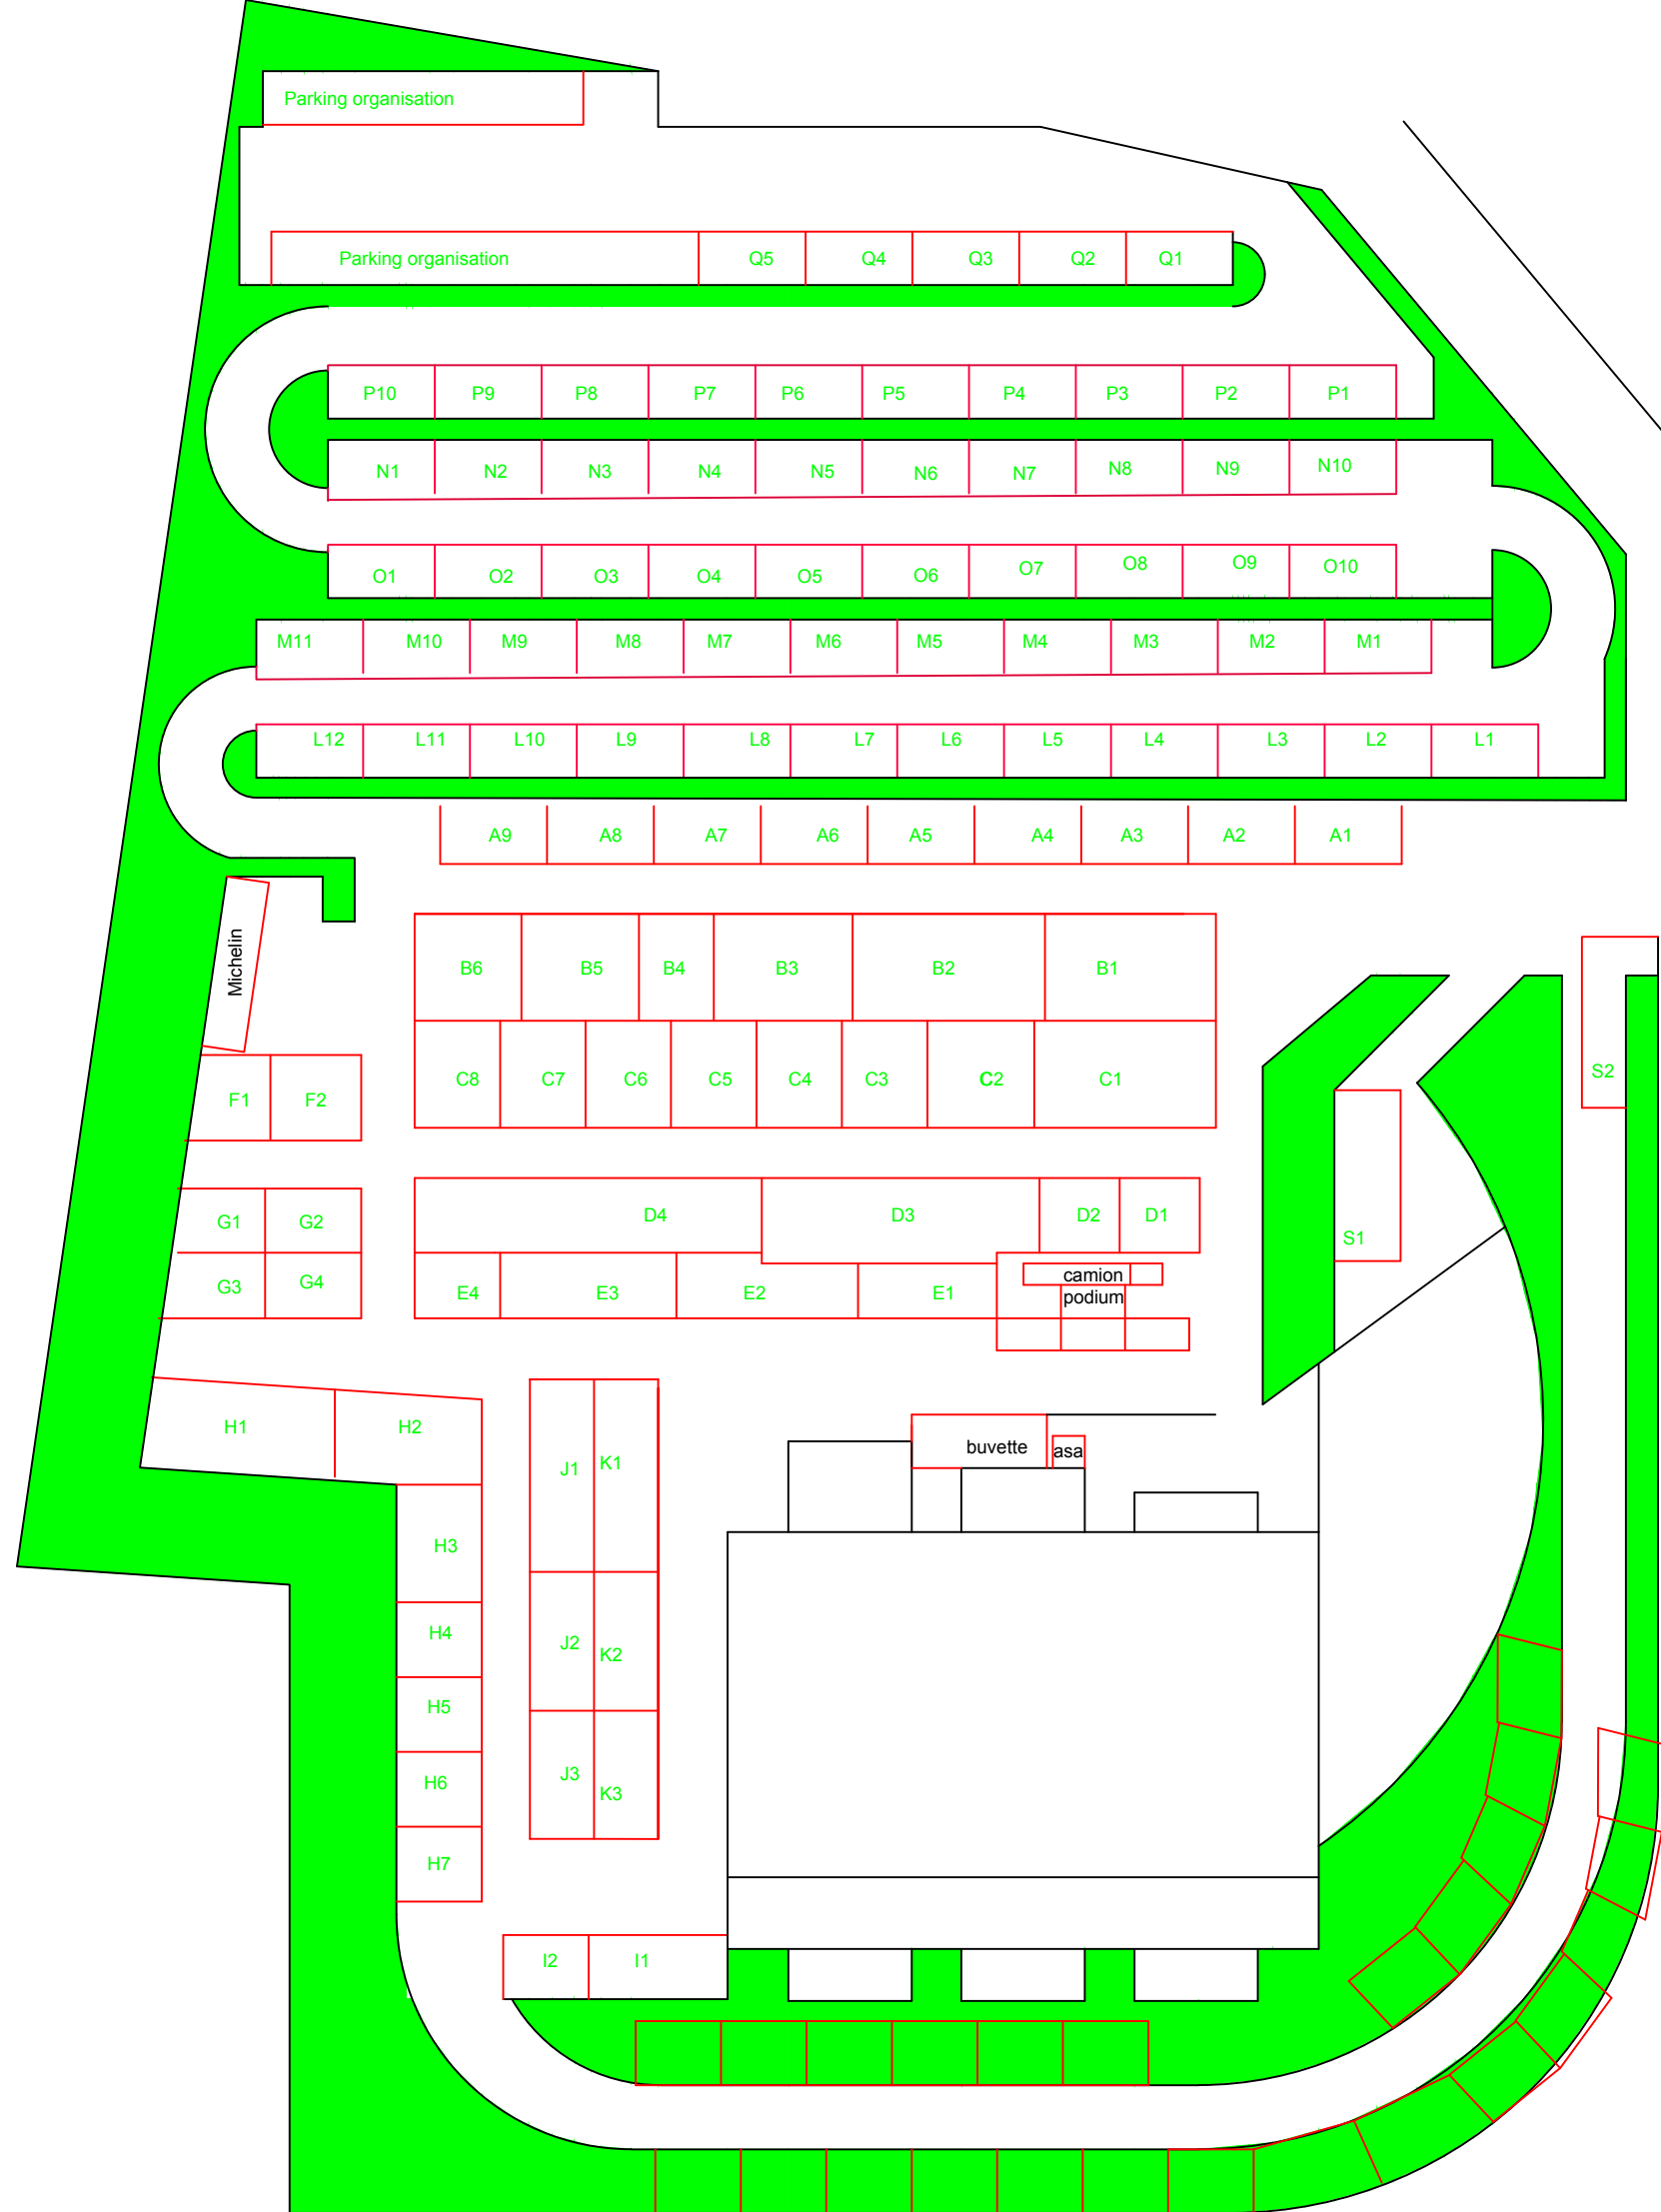 Parking organisation
Parking organisation Q5 Q4 Q3 Q2 Q1
P10 P9 P8 P7 P6 P5 P4 P3 P2 P1
N1 N2 N3 N4 N5 N6 N7 N8 N9 N10
O1 O2 O3 O4 O5 O6 O7 O8 O9 O10
M11 M10 M9 M8 M7 M6 M5 M4 M3 M2 M1
L12 L11 L10 L9 L8 L7 L6 L5 L4 L3 L2 L1
A9 A8 A7 A6 A5 A4 A3 A2 A1
Michelin
B6 B5 B4 B3 B2 B1
C8 C7 C6 C5 C4 C3 C2 C1
S2
F1 F2
G1 G2
D4 D3 D2 D1
S1
G3 G4
E4 E3 E2 E1
camion
podium
H1 H2
J1 K1
buvette
asa
H3
H4
J2 K2
H5
H6
J3 K3
H7
I2 I1